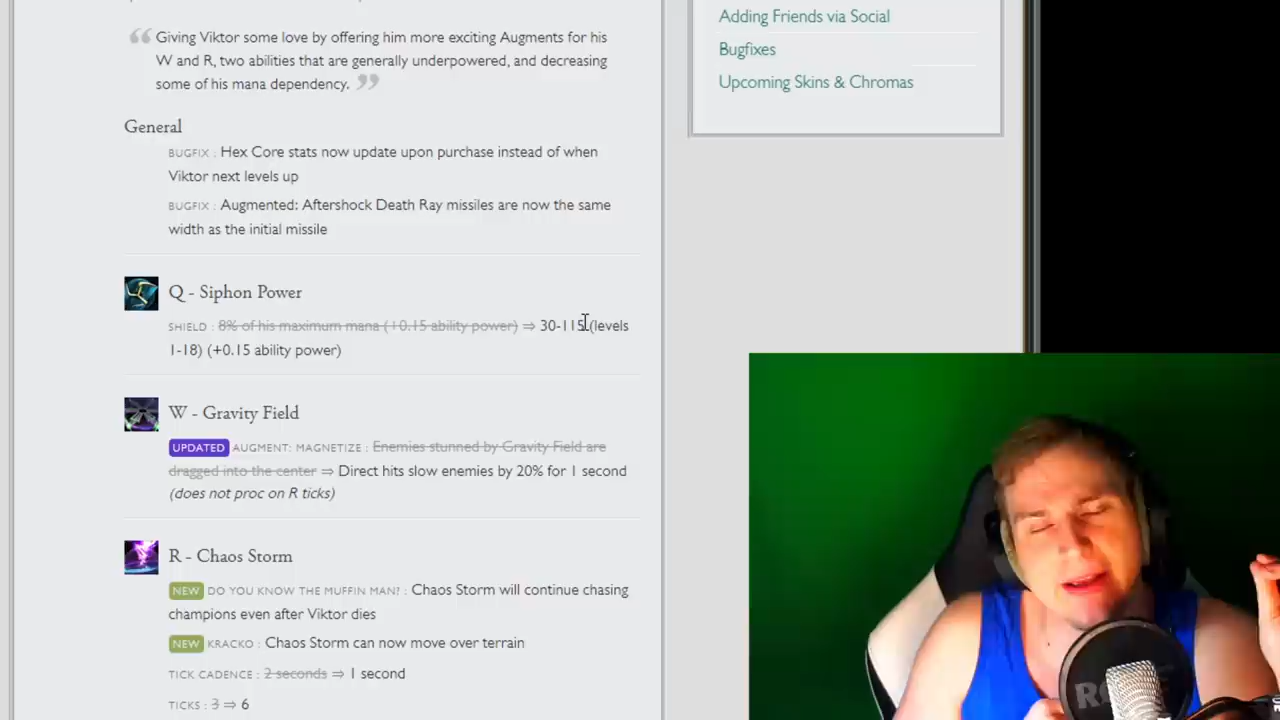 Adding Friends via Social
Bugfixes
Upcoming Skins & Chromas
“ Giving Viktor some love by offering him more exciting Augments for his
W and R, two abilities that are generally underpowered, and decreasing
some of his mana dependency. ”
General
BUGFIX : Hex Core stats now update upon purchase instead of when
Viktor next levels up
BUGFIX : Augmented: Aftershock Death Ray missiles are now the same
width as the initial missile
Q - Siphon Power
SHIELD : 8% of his maximum mana (+0.15 ability power) ⇒ 30-115 (levels
1-18) (+0.15 ability power)
W - Gravity Field
UPDATED AUGMENT: MAGNETIZE : Enemies stunned by Gravity Field are
dragged into the center ⇒ Direct hits slow enemies by 20% for 1 second
(does not proc on R ticks)
R - Chaos Storm
NEW DO YOU KNOW THE MUFFIN MAN? : Chaos Storm will continue chasing
champions even after Viktor dies
NEW KRACKO : Chaos Storm can now move over terrain
TICK CADENCE : 2 seconds ⇒ 1 second
TICKS : 3 ⇒ 6